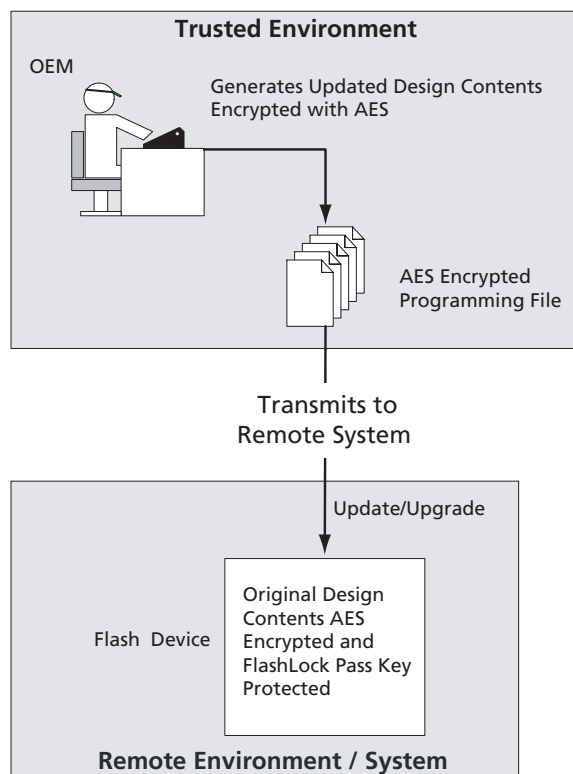 Trusted Environment
OEM
Generates Updated Design Contents
Encrypted with AES
AES Encrypted
Programming File
Transmits to
Remote System
Update/Upgrade
Original Design
Contents AES
Encrypted and
FlashLock Pass Key
Protected
Flash Device
Remote Environment / System